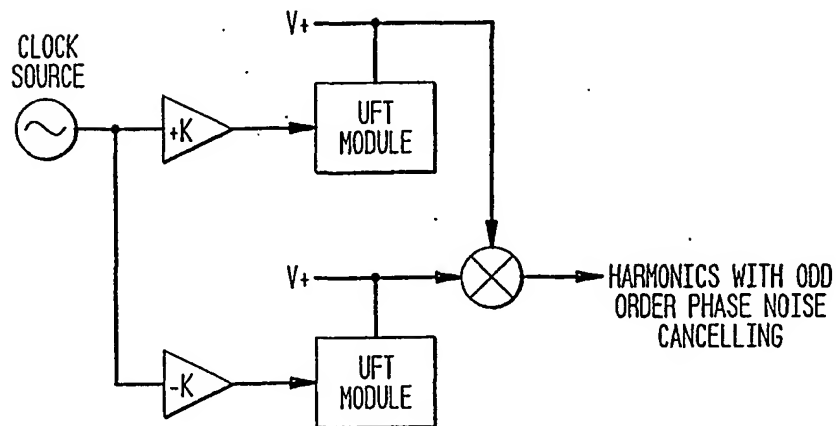 CLOCK
SOURCE
+K
V+
UFT
MODULE
V+
-K
UFT
MODULE
HARMONICS WITH ODD
ORDER PHASE NOISE
CANCELLING